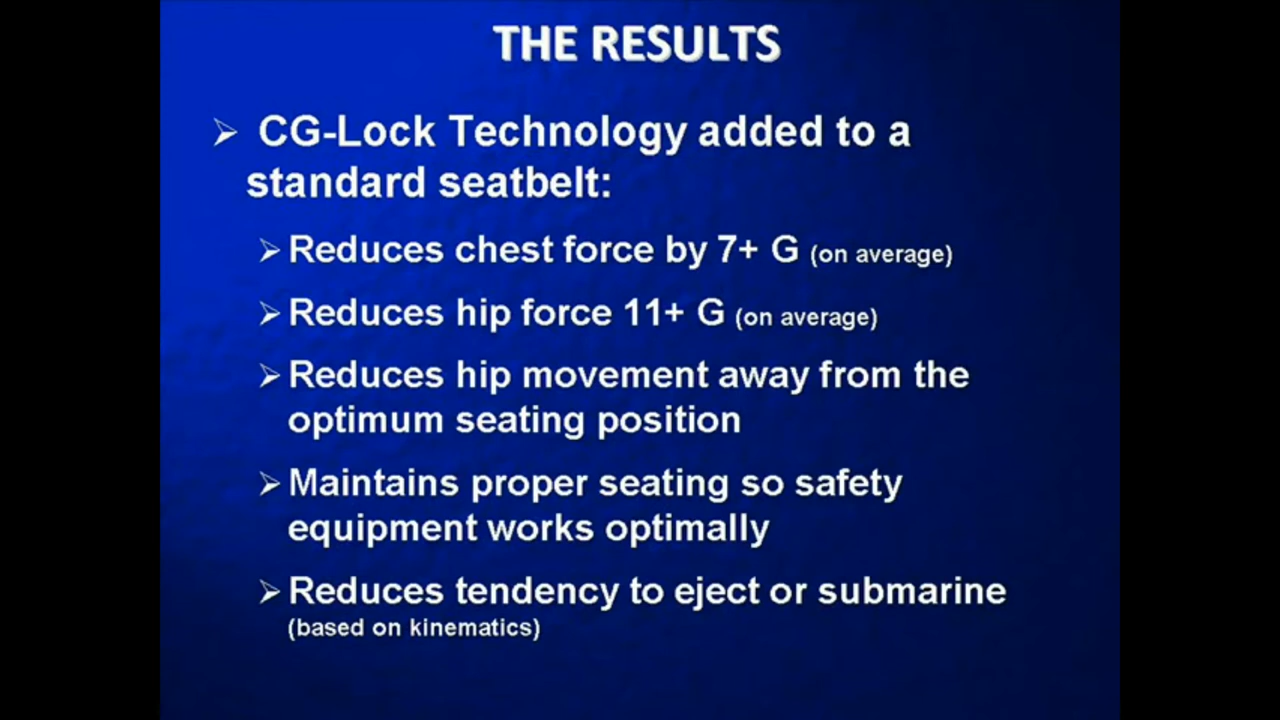 THE RESULTS
➢ CG-Lock Technology added to a
standard seatbelt:
➢ Reduces chest force by 7+ G (on average)
➢ Reduces hip force 11+ G (on average)
➢ Reduces hip movement away from the
optimum seating position
➢ Maintains proper seating so safety
equipment works optimally
➢ Reduces tendency to eject or submarine
(based on kinematics)